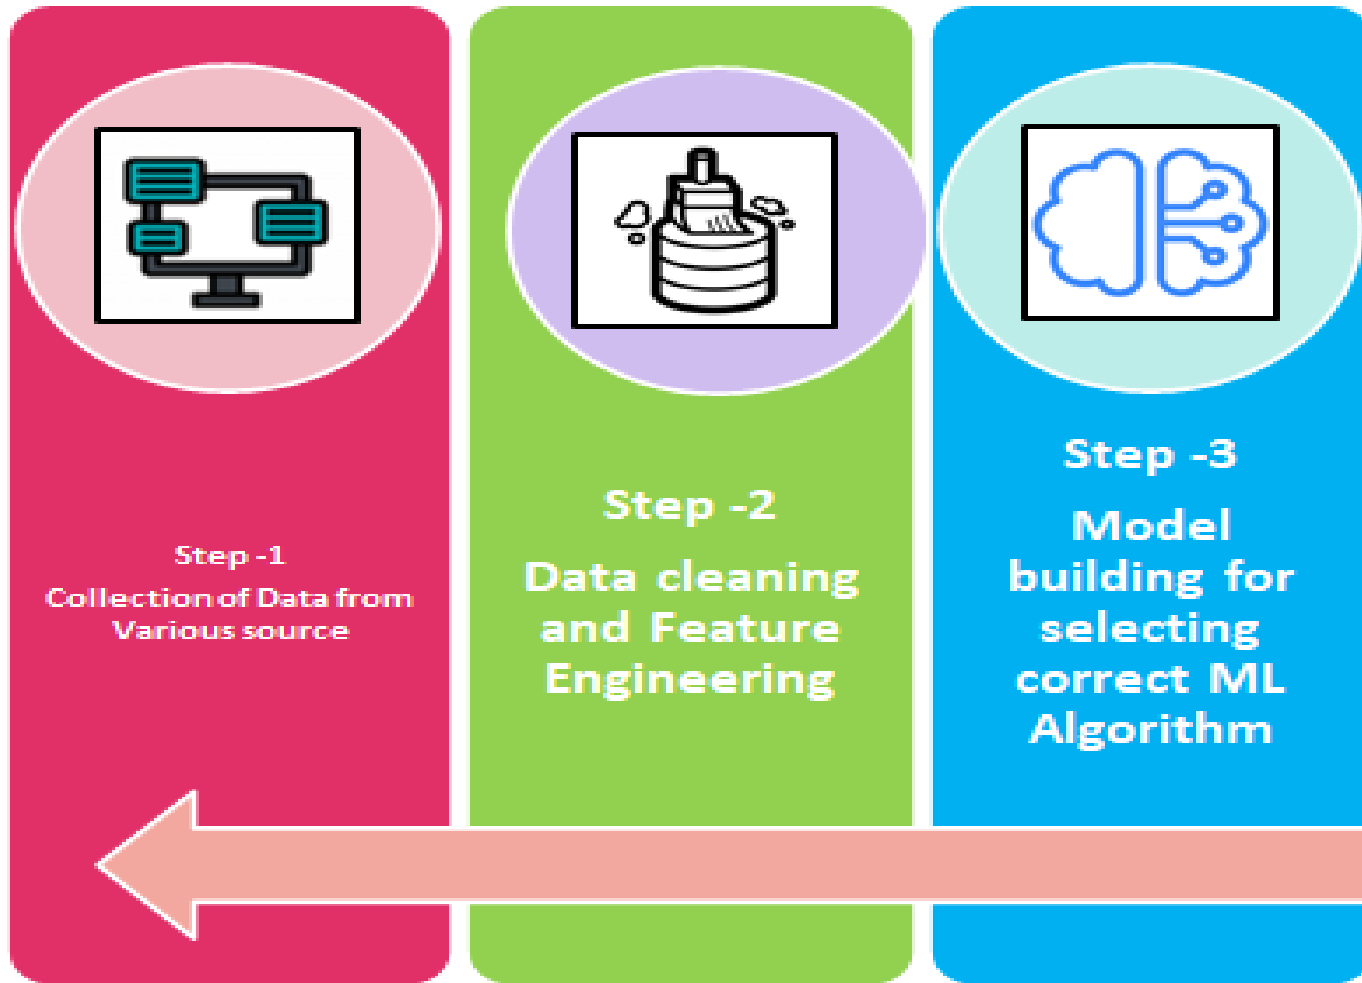 Step -1
Collection of Data from
Various source
Step -2
Data cleaning
and Feature
Engineering
Step -3
Model
building for
selecting
correct ML
Algorithm